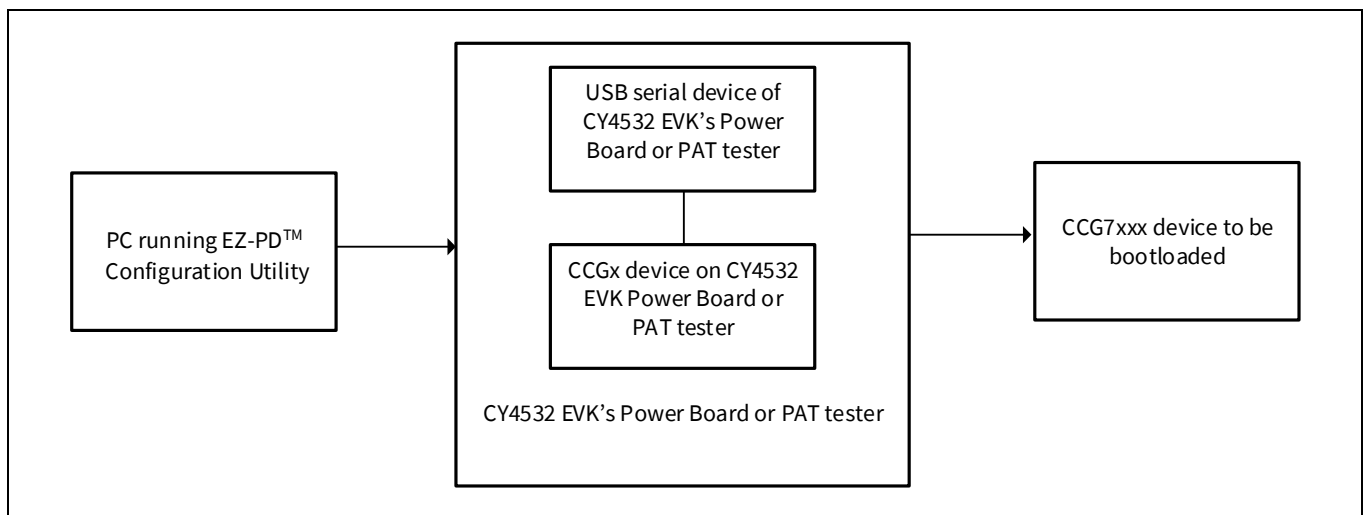 PC running EZ-PD™
Configuration Utility
USB serial device of
CY4532 EVK’s Power
Board or PAT tester
CCGx device on CY4532
EVK Power Board or
PAT tester
CY4532 EVK’s Power Board or PAT tester
CCG7xxx device to be
bootloaded